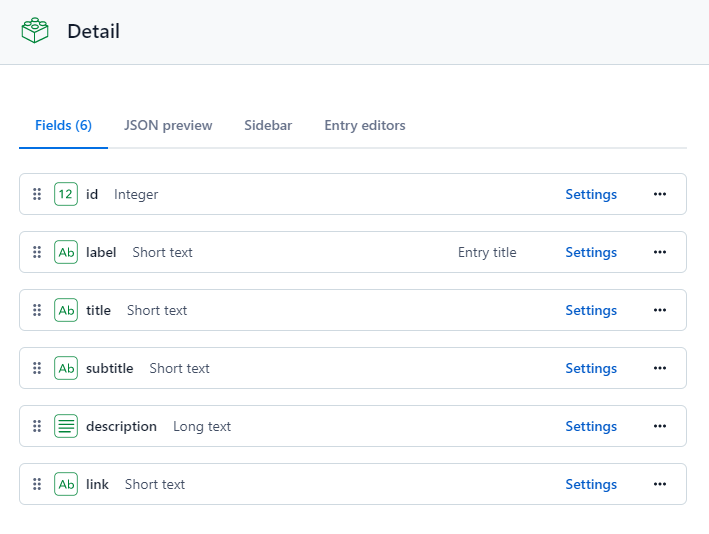 Detail
Fields (6) JSON preview Sidebar Entry editors
12 id Integer Settings
Ab label Short text Entry title Settings
Ab title Short text Settings
Ab subtitle Short text Settings
description Long text Settings
Ab link Short text Settings